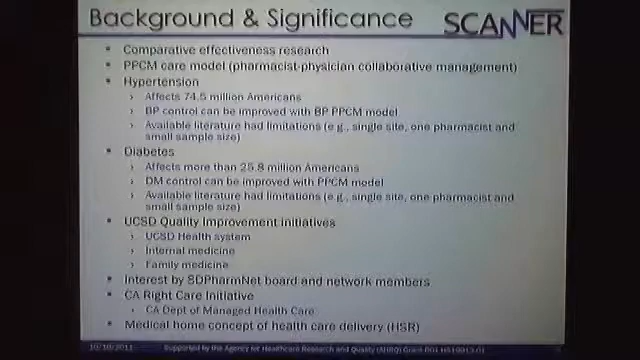 Background & Significance
SCANNER
Comparative effectiveness research
PPCM care model (pharmacist-physician collaborative management)
Hypertension
Affects 74.5 million Americans
BP control can be improved with BP PPCM model
Available literature had limitations (e.g., single site, one pharmacist and
small sample size)
Diabetes
Affects more than 25.8 million Americans
DM control can be improved with PPCM model
Available literature had limitations (e.g., single site, one pharmacist and
small sample size)
UCSD Quality Improvement Initiatives
UCSD Health system
Internal medicine
Family medicine
Interest by SDPharmNet board and network members
CA Right Care Initiative
CA Dept of Managed Health Care
Medical home concept of health care delivery (HSR)
10/10/2011
Supported by the Agency for Healthcare Research and Quality (AHRQ) Grant